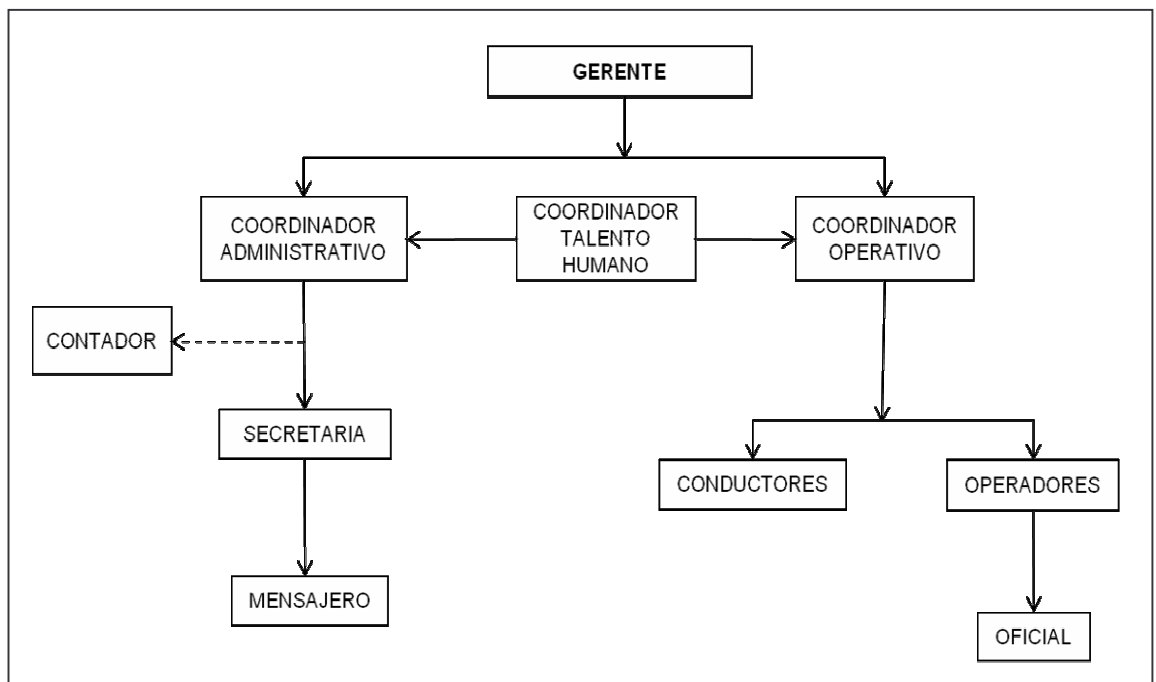 GERENTE
COORDINADOR
ADMINISTRATIVO
COORDINADOR
TALENTO
HUMANO
COORDINADOR
OPERATIVO
CONTADOR
SECRETARIA
CONDUCTORES
OPERADORES
MENSAJERO
OFICIAL